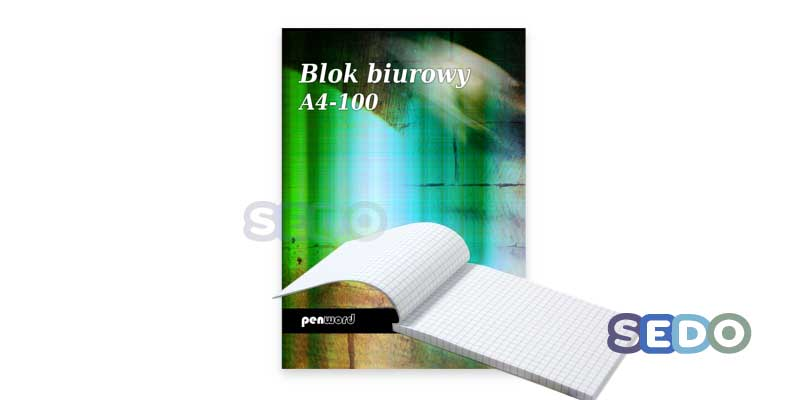 Blok biurowy
A4-100
SEDO
penword
SEDO